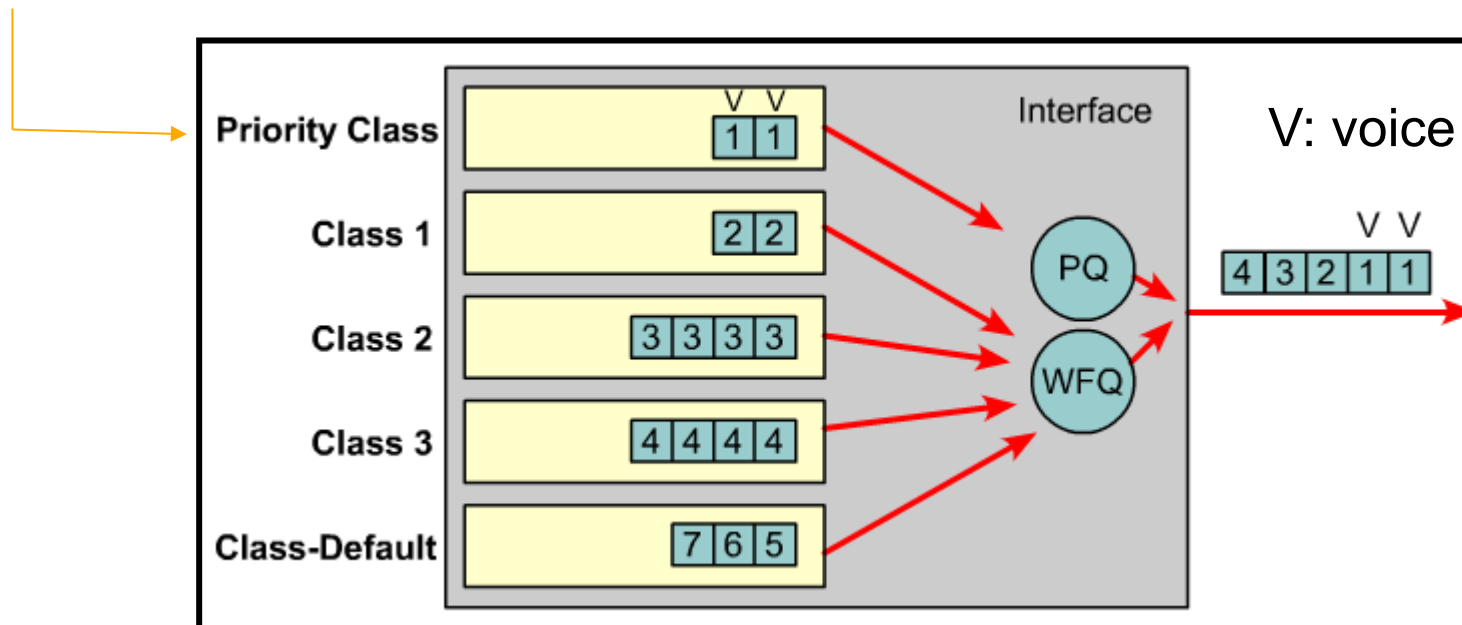 V V
Priority Class 1 1 Interface V: voice
Class 1 2 2 V V
PQ 4 3 2 1 1
Class 2 3 3 3 3
WFQ
Class 3 4 4 4 4
Class-Default 7 6 5